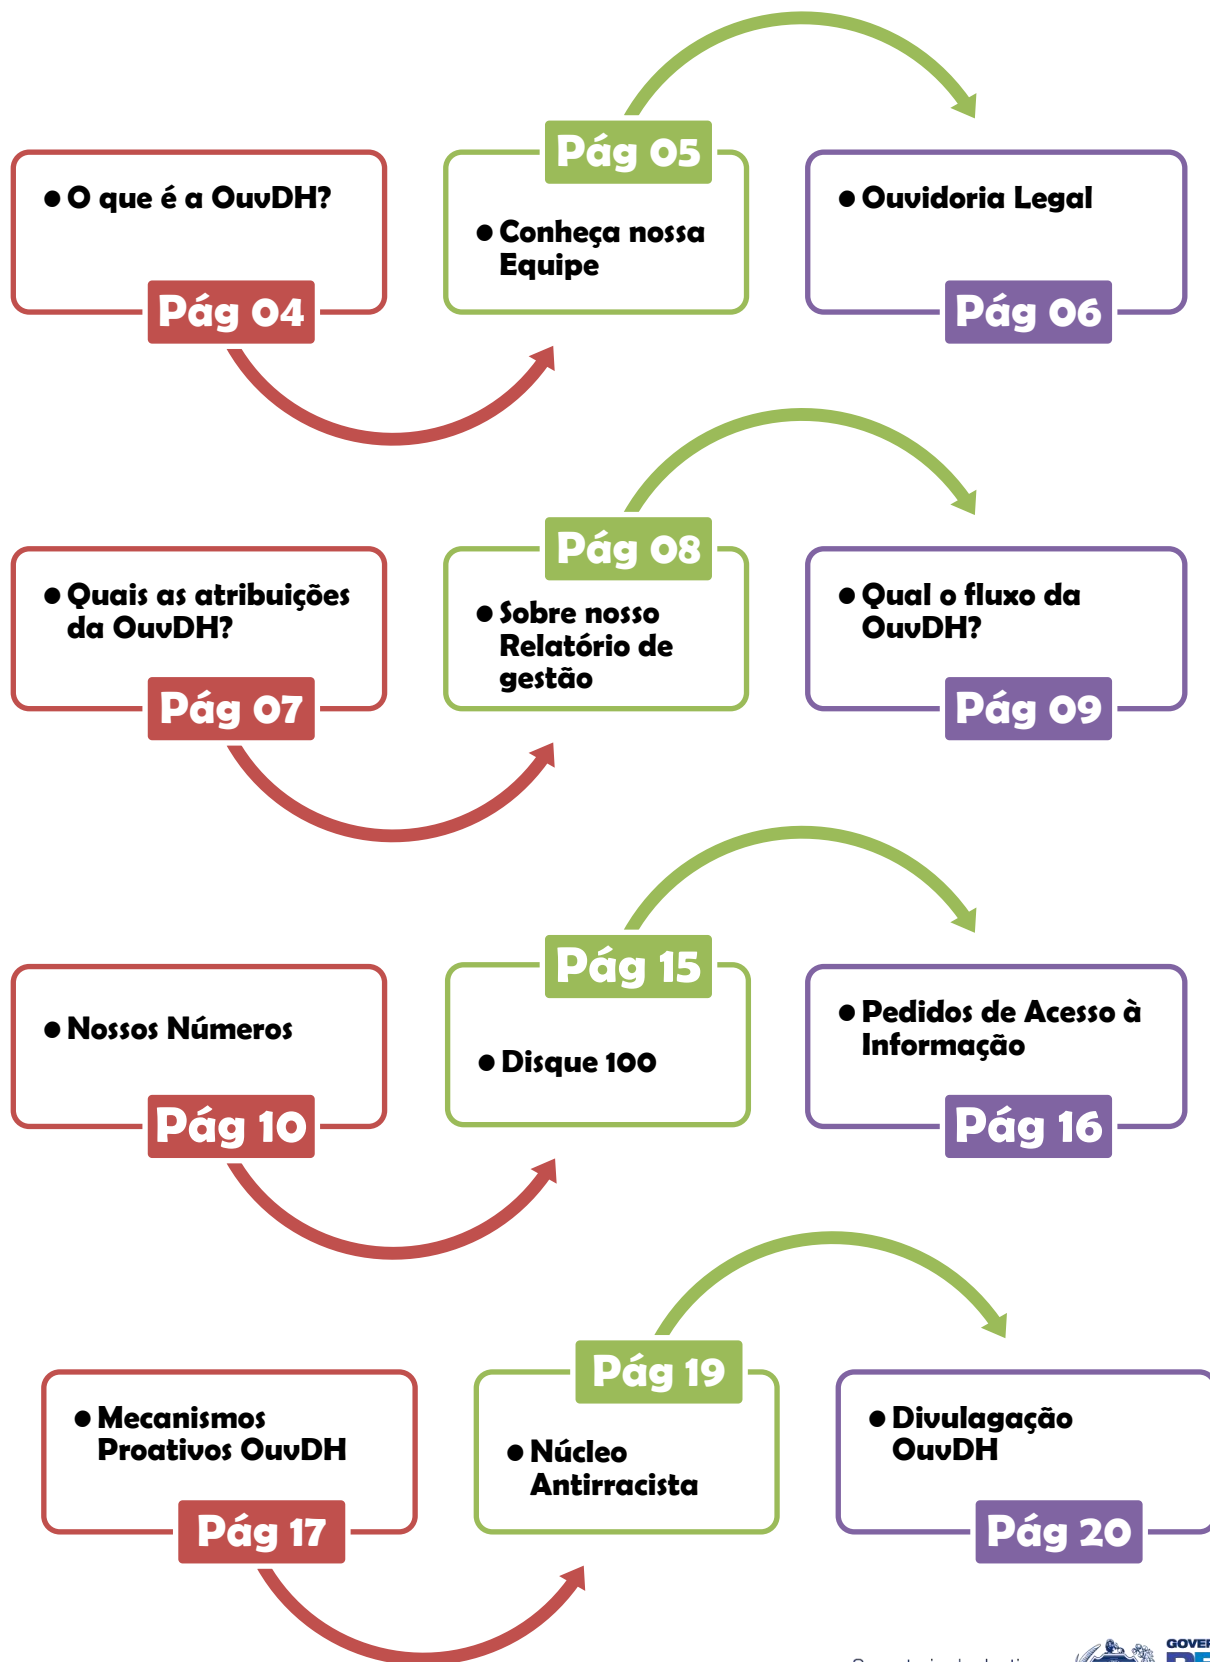 Pág 05
• O que é a OuvDH?
Pág 04
• Conheça nossa
Equipe
• Ouvidoria Legal
Pág 06
Pág 08
• Quais as atribuições
da OuvDH?
Pág 07
• Sobre nosso
Relatório de
gestão
• Qual o fluxo da
OuvDH?
Pág 09
Pág 15
• Nossos Números
Pág 10
• Disque 100
• Pedidos de Acesso à
Informação
Pág 16
Pág 19
• Mecanismos
Proativos OuvDH
Pág 17
• Núcleo
Antirracista
• Divulagação
OuvDH
Pág 20